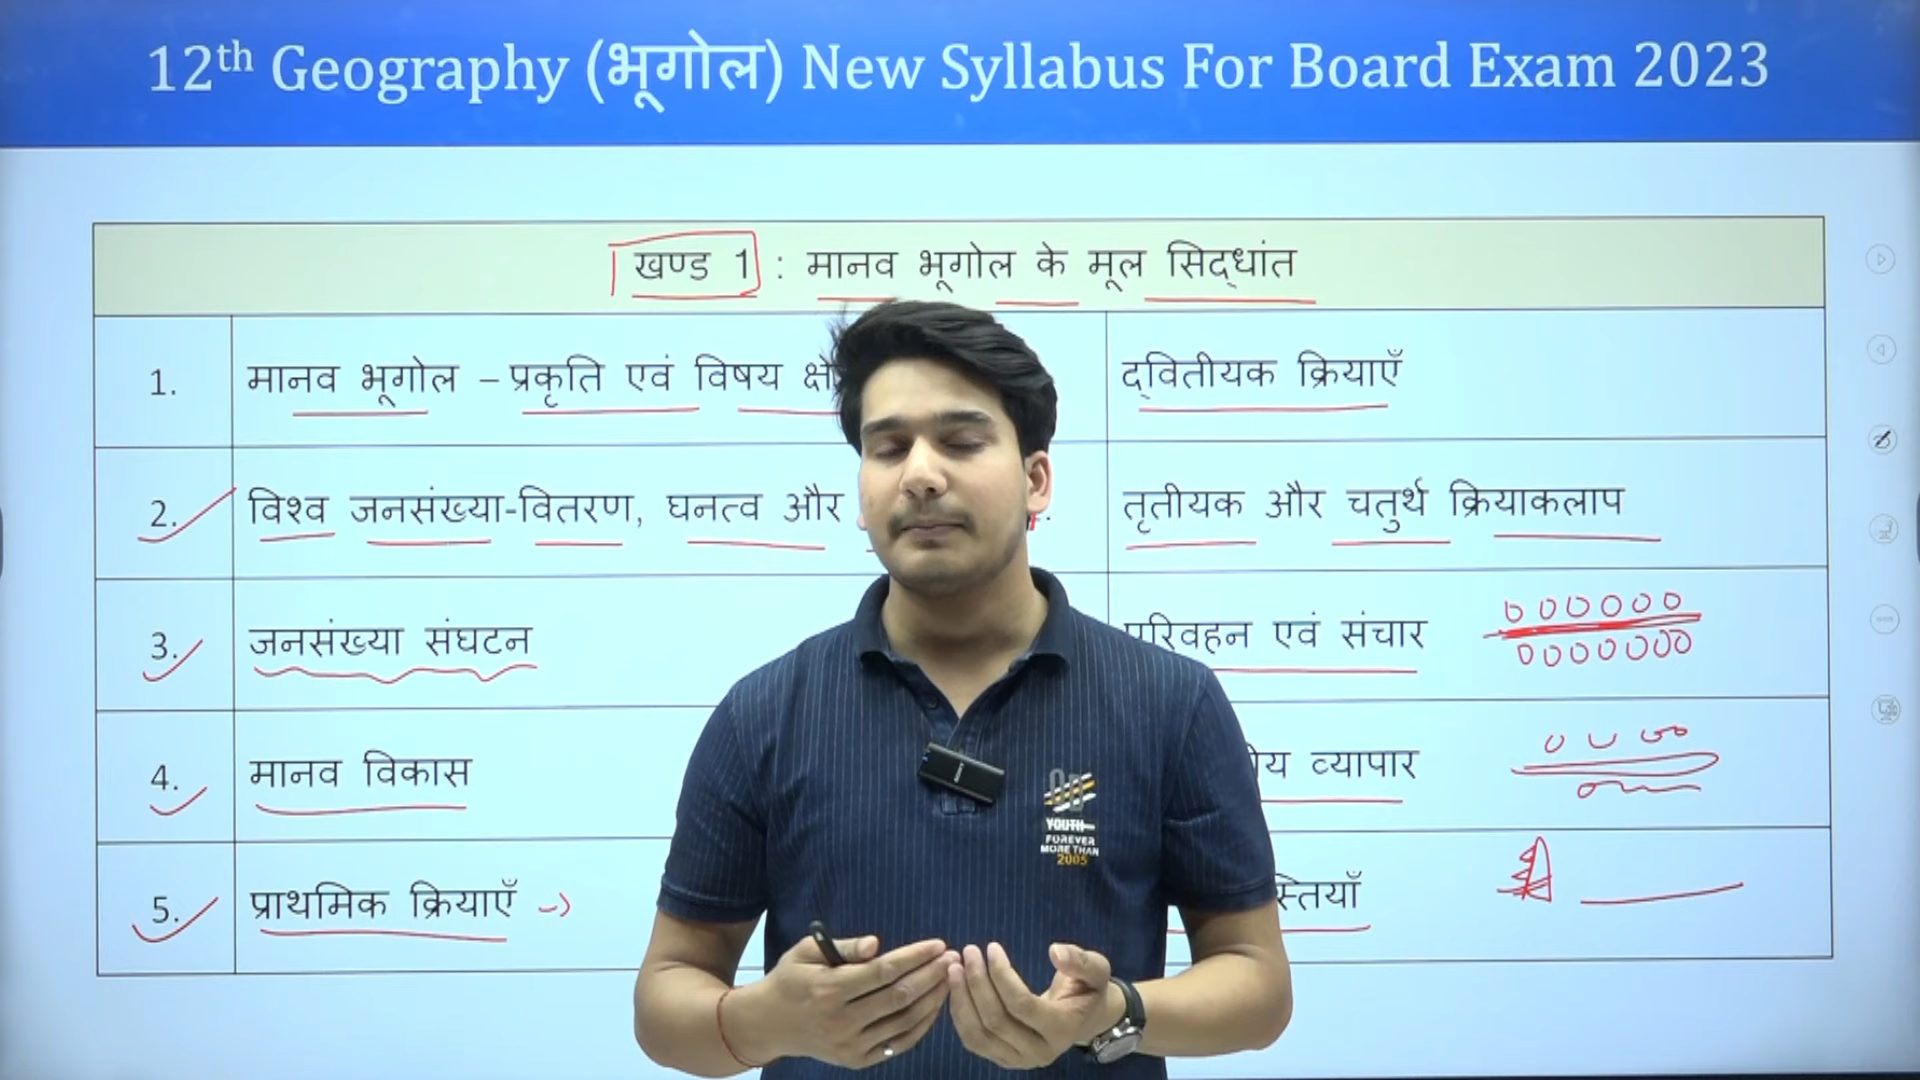 12th Geography (भूगोल) New Syllabus For Board Exam 2023
खण्ड 1 : मानव भूगोल के मूल सिद्धांत
1. मानव भूगोल – प्रकृति एवं विषय द्वितीयक क्रियाएँ
2. विश्व जनसंख्या-वितरण, घनत्व और तृतीयक और चतुर्थ क्रियाकलाप
3. जनसंख्या संघटन परिवहन एवं संचार
4. मानव विकास व्यापार
5. प्राथमिक क्रियाएँ
YOUTH
FOREVER
MORE THAN
2005
SONY